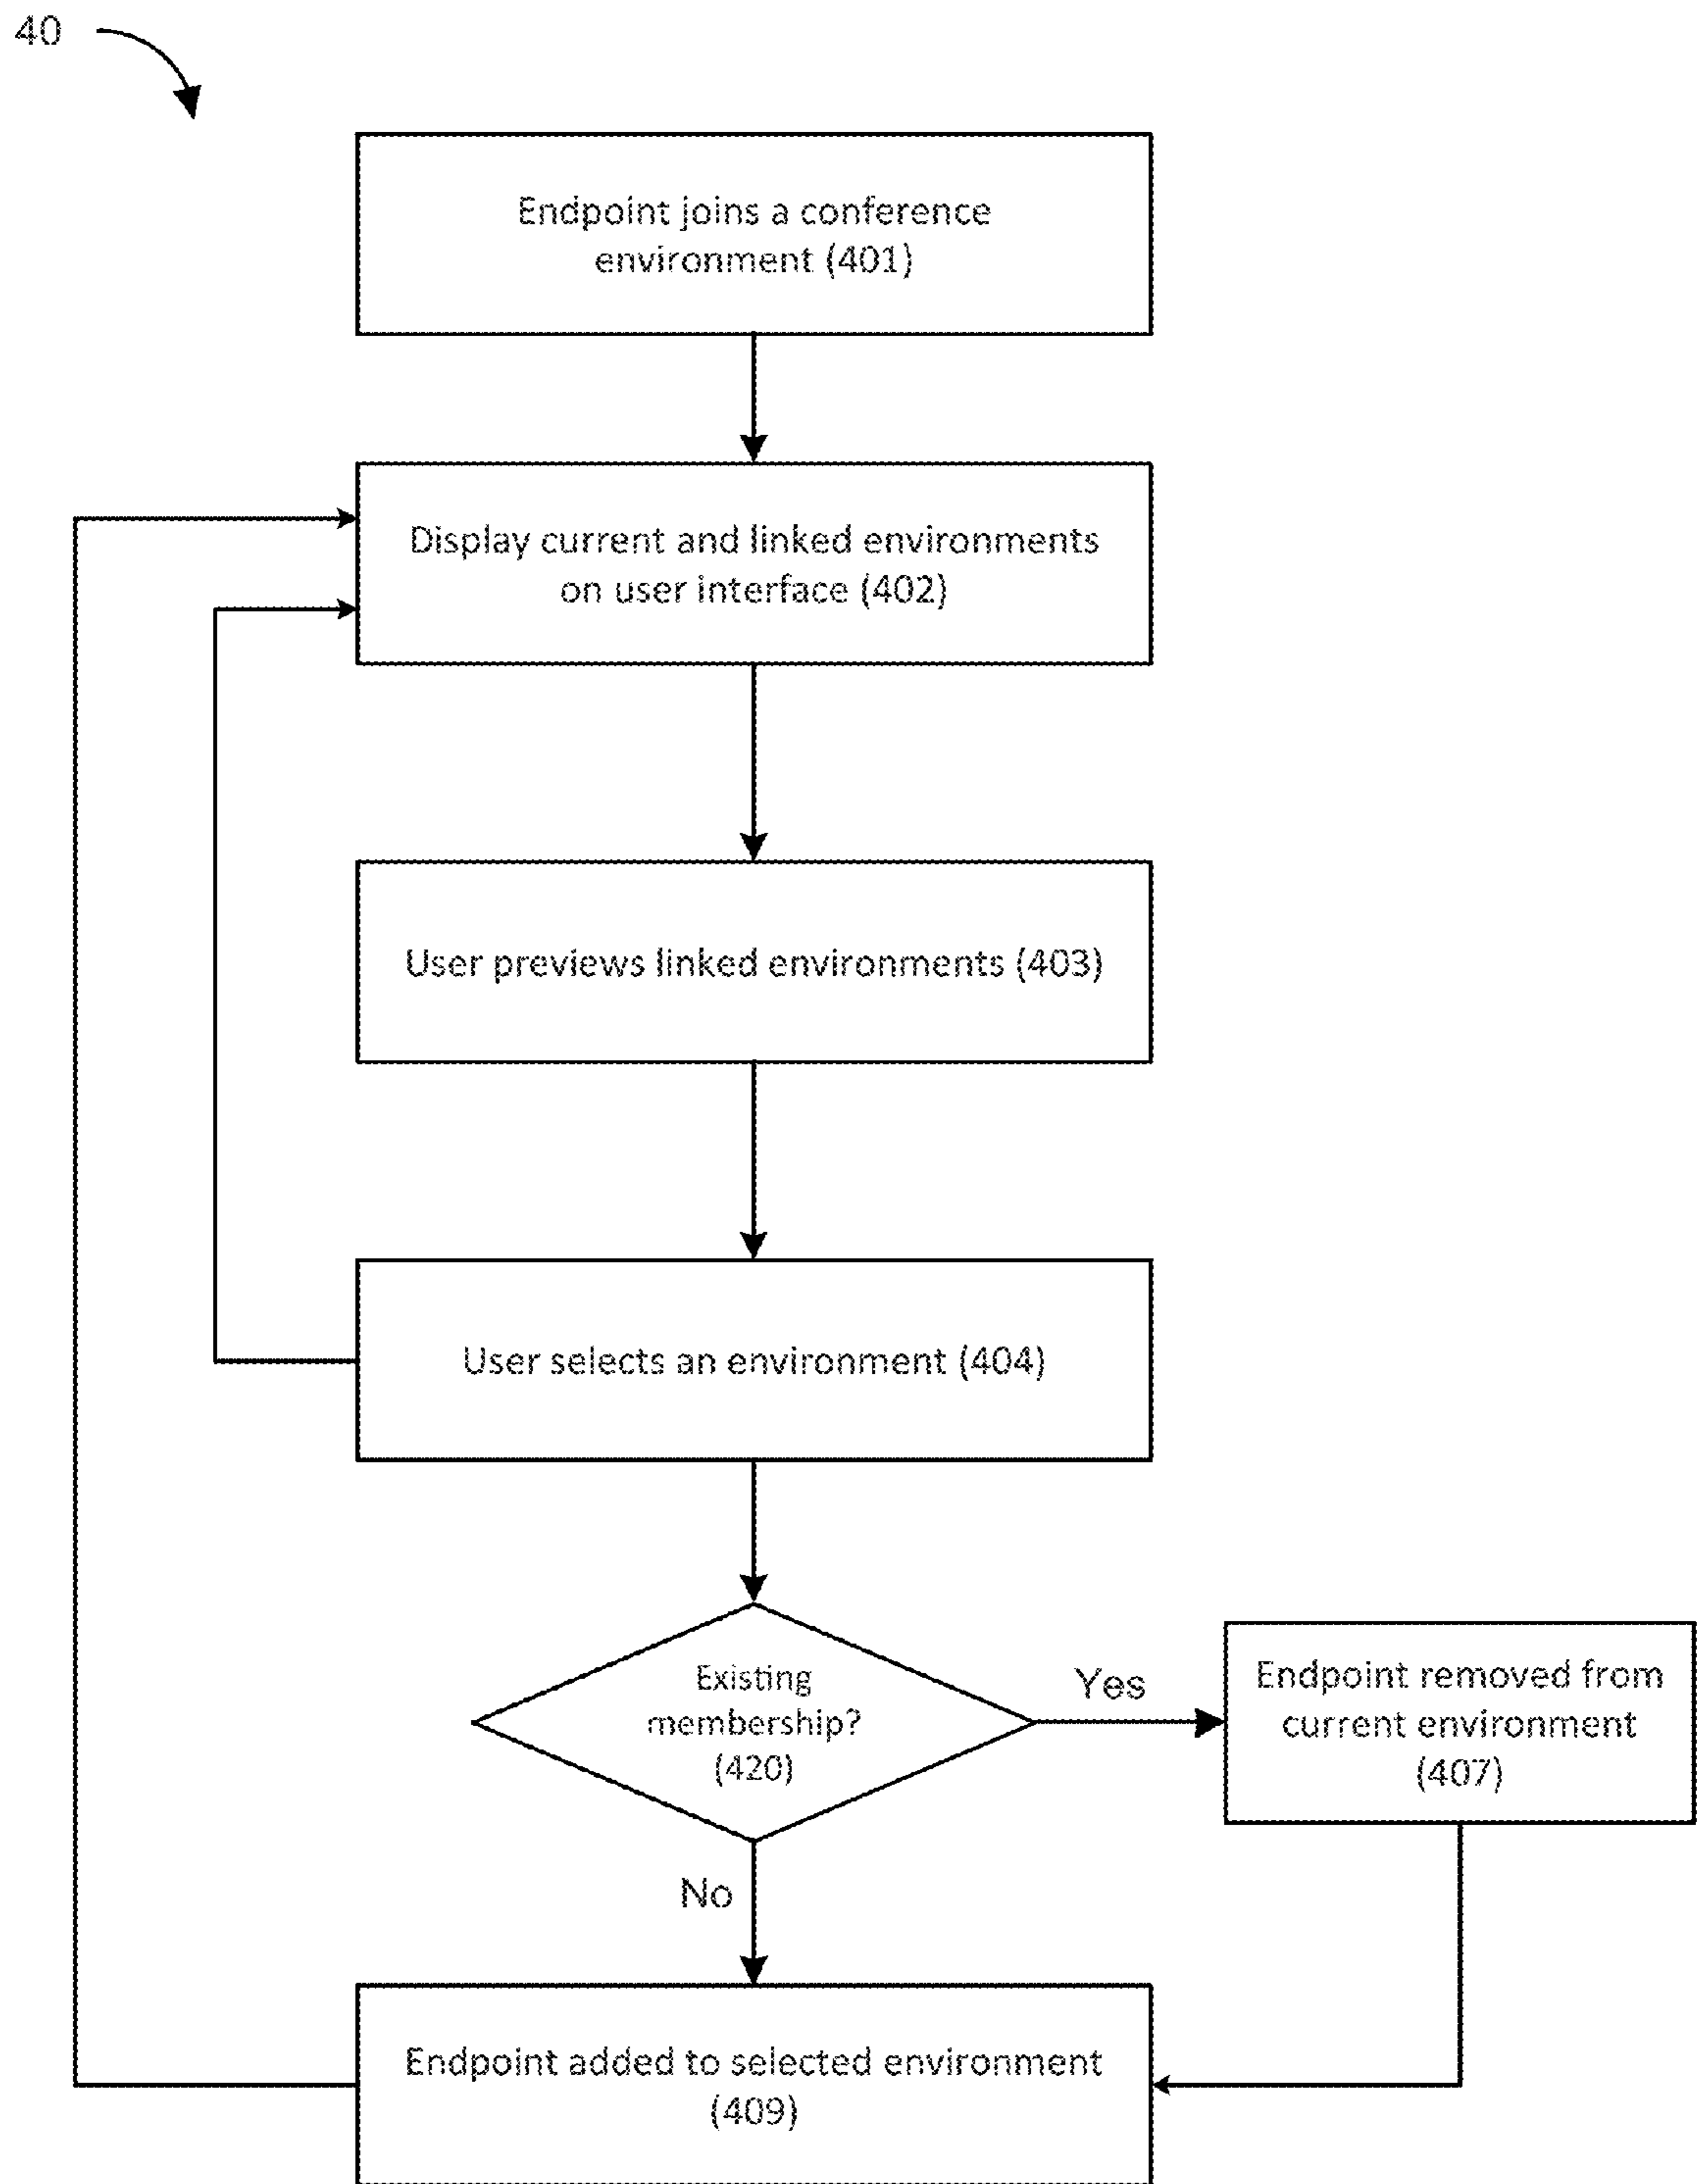 40
Endpoint joins a conference
environment (401)
Display current and linked environments
on user interface (402)
User previews linked environments (403)
User selects an environment (404)
Existing
membership?
(420)
Yes
Endpoint removed from
current environment
(407)
No
Endpoint added to selected environment
(409)